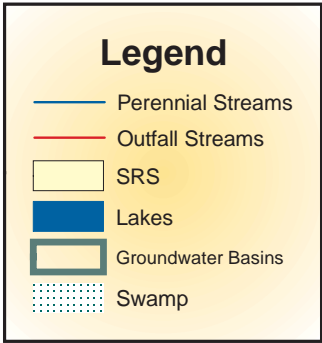 Legend
Perennial Streams
Outfall Streams
SRS
Lakes
Groundwater Basins
Swamp